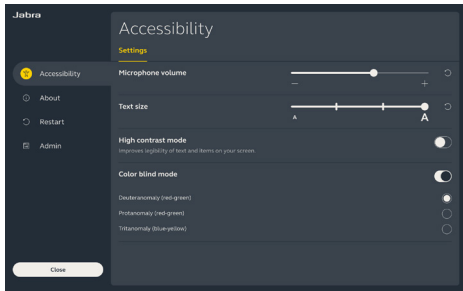 Jabra
Accessibility
Settings
Accessibility
Microphone volume
− +
About
Text size
A A
Restart
High contrast mode
Improves legibility of text and items on your screen.
Admin
Color blind mode
Deuteranomaly (red-green)
Protanomaly (red-green)
Tritanomaly (blue-yellow)
Close